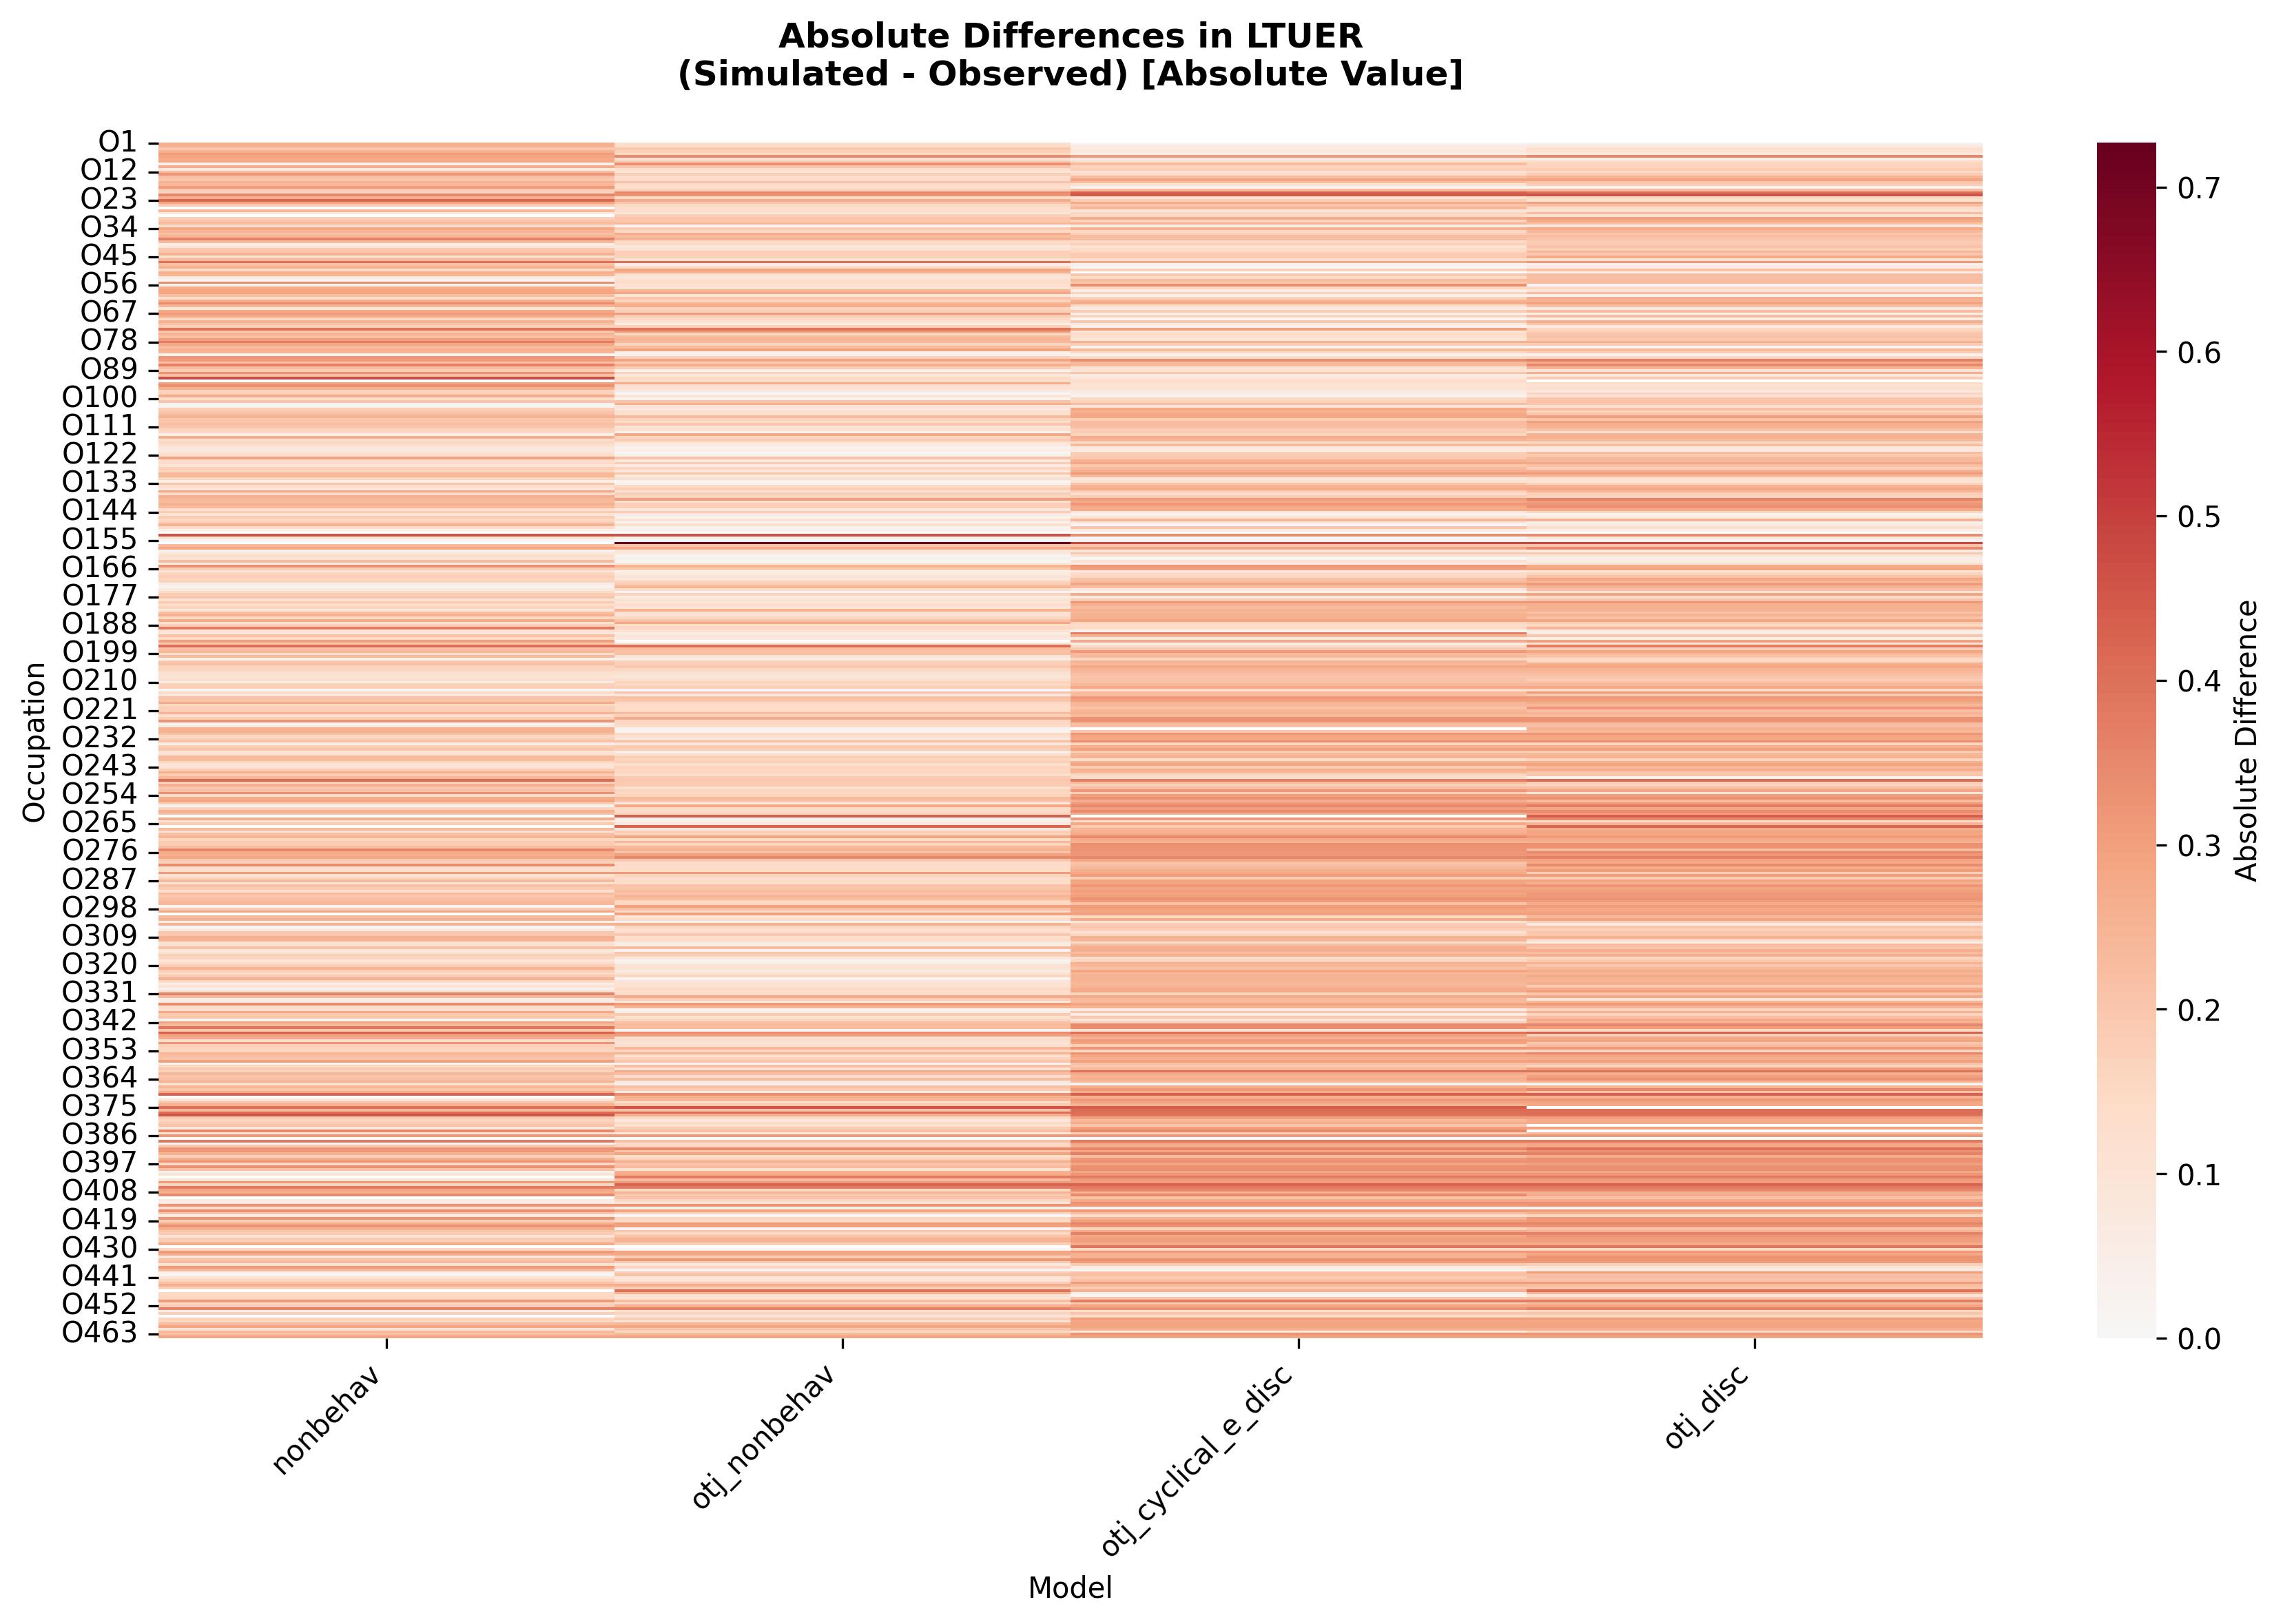 Absolute Differences in LTUER
(Simulated - Observed) [Absolute Value]
Occupation
O1
O12
O23
O34
O45
O56
O67
O78
O89
O100
O111
O122
O133
O144
O155
O166
O177
O188
O199
O210
O221
O232
O243
O254
O265
O276
O287
O298
O309
O320
O331
O342
O353
O364
O375
O386
O397
O408
O419
O430
O441
O452
O463
nonbehav
otj_nonbehav
otj_cyclical_e_disc
otj_disc
Model
0.7
0.6
0.5
0.4
0.3
0.2
0.1
0.0
Absolute Difference